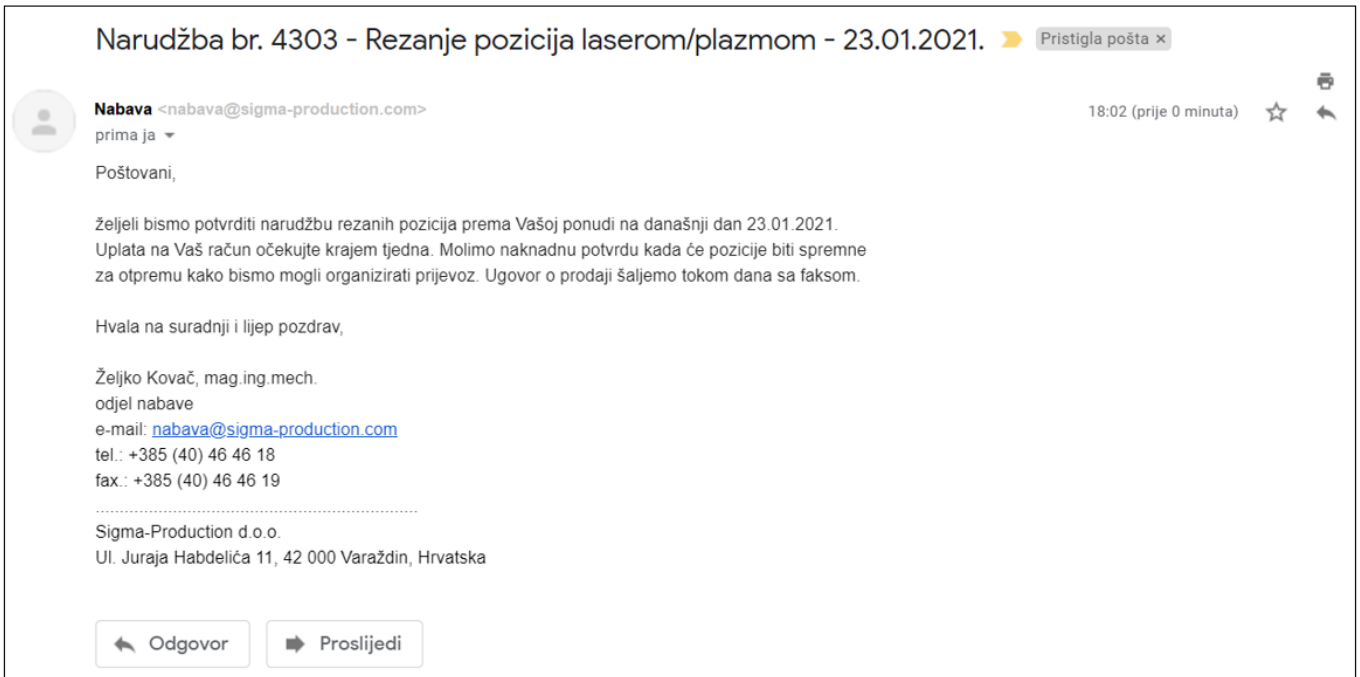 Narudžba br. 4303 - Rezanje pozicija laserom/plazmom - 23.01.2021. Pristigla pošta ×
Nabava <nabava@sigma-production.com> 18:02 (prije 0 minuta)
prima ja
Poštovani,
željeli bismo potvrditi narudžbu rezanih pozicija prema Vašoj ponudi na današnji dan 23.01.2021.
Uplata na Vaš račun očekujte krajem tjedna. Molimo naknadnu potvrdu kada će pozicije biti spremne
za otpremu kako bismo mogli organizirati prijevoz. Ugovor o prodaji šaljemo tokom dana sa faksom.
Hvala na suradnji i lijep pozdrav,
Željko Kovač, mag.ing.mech.
odjel nabave
e-mail: nabava@sigma-production.com
tel.: +385 (40) 46 46 18
fax.: +385 (40) 46 46 19
Sigma-Production d.o.o.
Ul. Juraja Habdelića 11, 42 000 Varaždin, Hrvatska
Odgovor Proslijedi